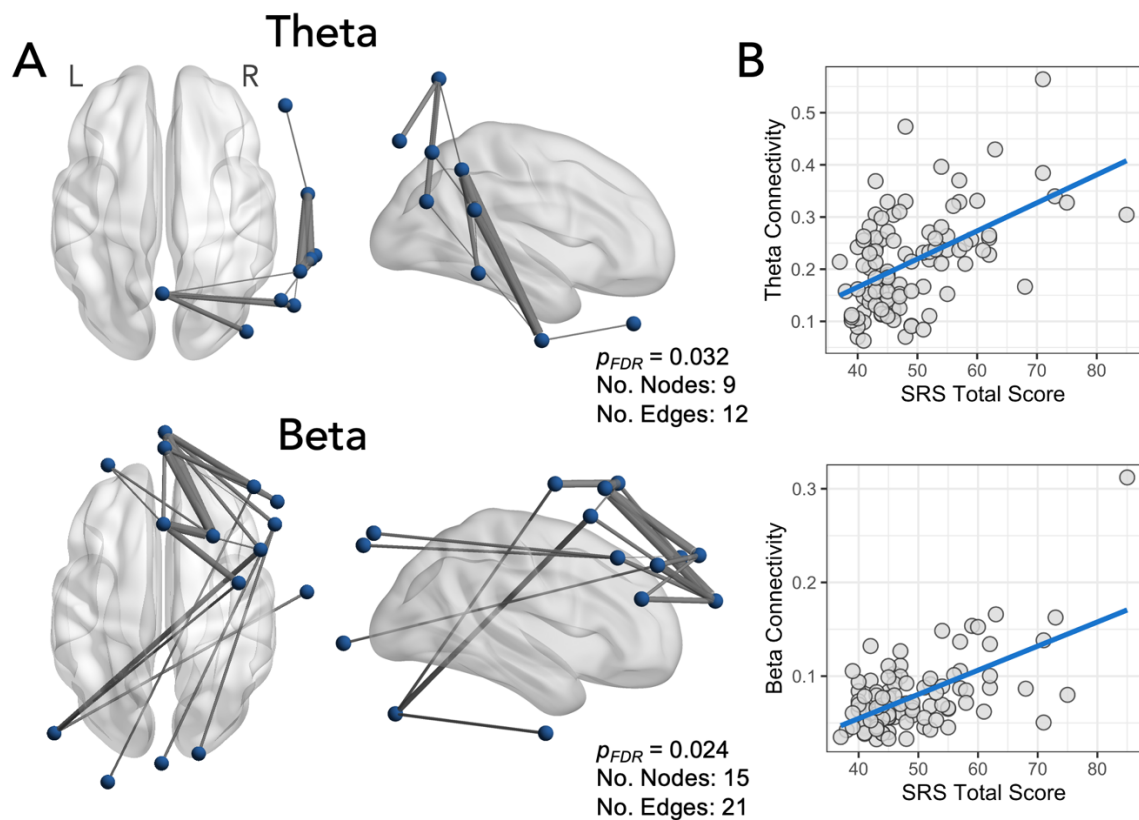 A
Theta
L
R
p_FDR = 0.032
No. Nodes: 9
No. Edges: 12
Beta
p_FDR = 0.024
No. Nodes: 15
No. Edges: 21
B
Theta Connectivity
0.5
0.4
0.3
0.2
0.1
40 50 60 70 80
SRS Total Score
Beta Connectivity
0.3
0.2
0.1
40 50 60 70 80
SRS Total Score